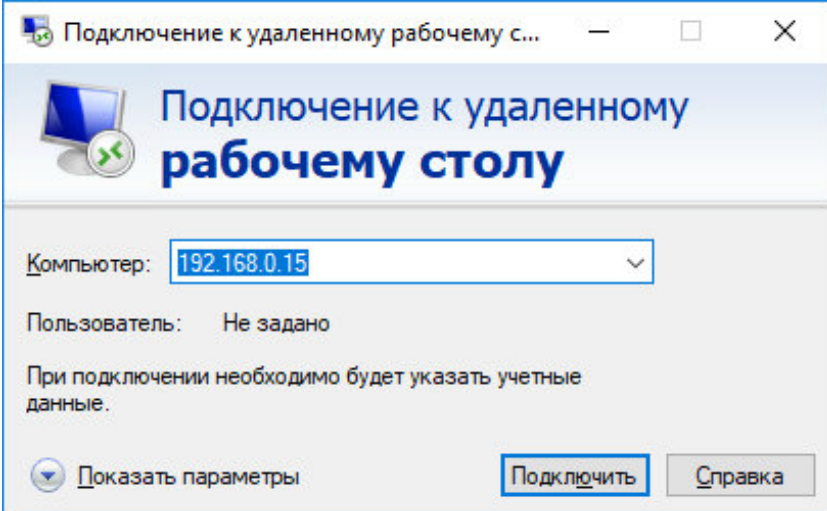 Подключение к удаленному рабочему с...
Подключение к удаленному
рабочему столу
Компьютер: 192.168.0.15
Пользователь: Не задано
При подключении необходимо будет указать учетные
данные.
Показать параметры Подключить Справка